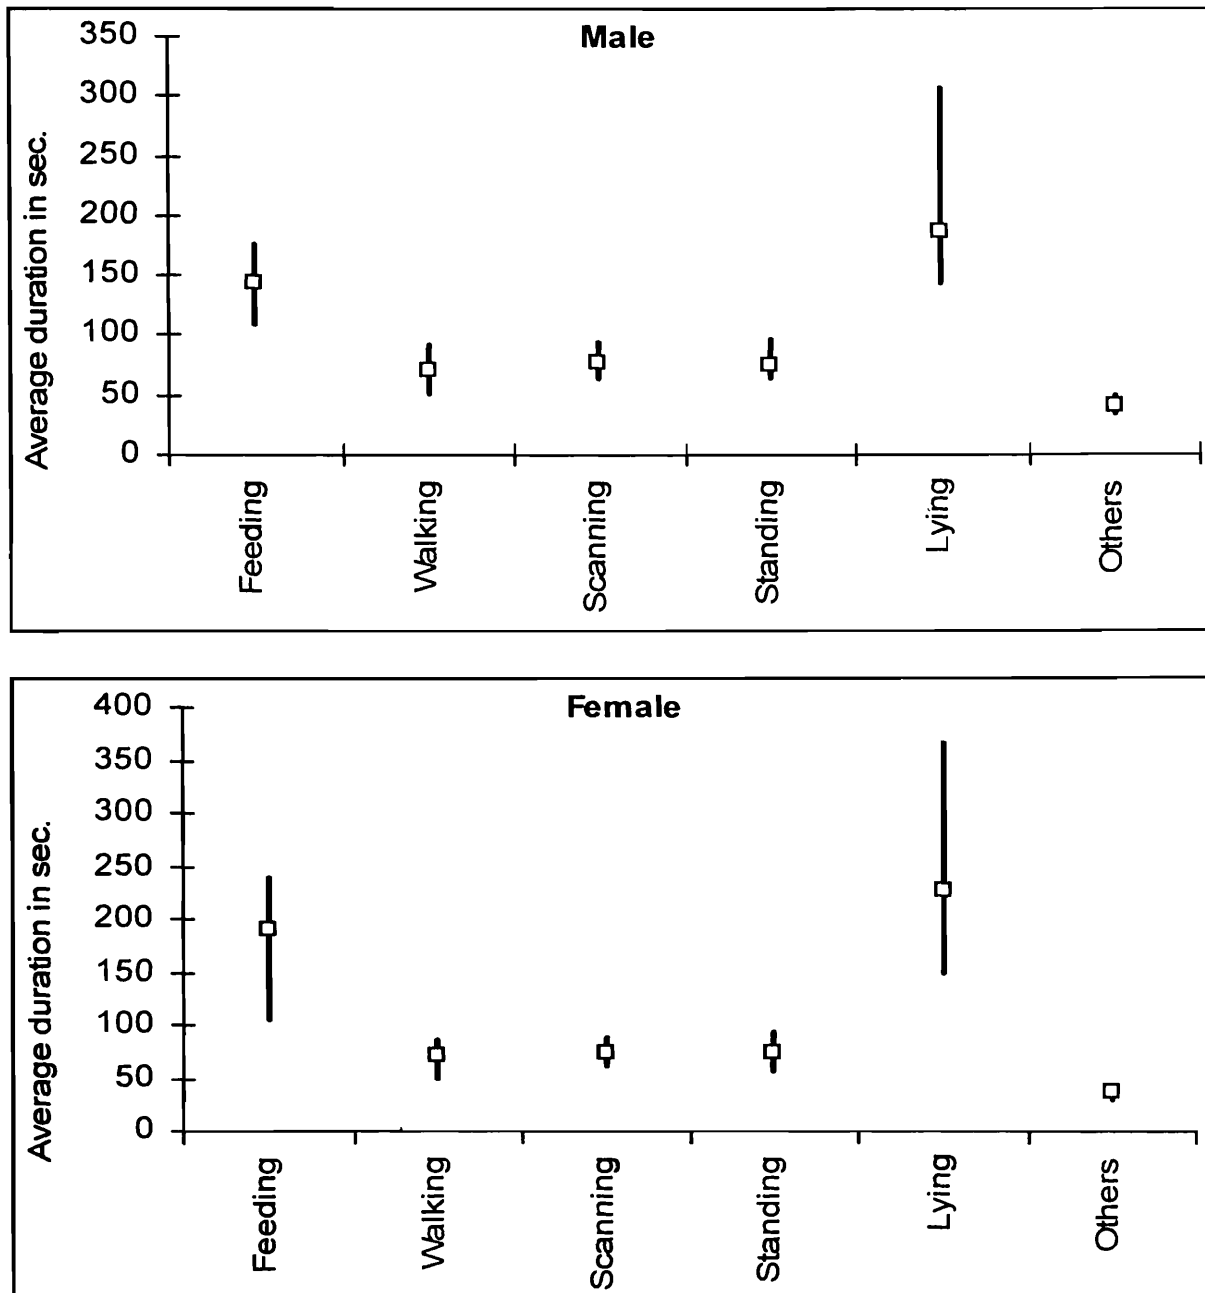 Male
Average duration in sec.
350
300
250
200
150
100
50
0
Feeding
Walking
Scanning
Standing
Lying
Others
Female
Average duration in sec.
400
350
300
250
200
150
100
50
0
Feeding
Walking
Scanning
Standing
Lying
Others